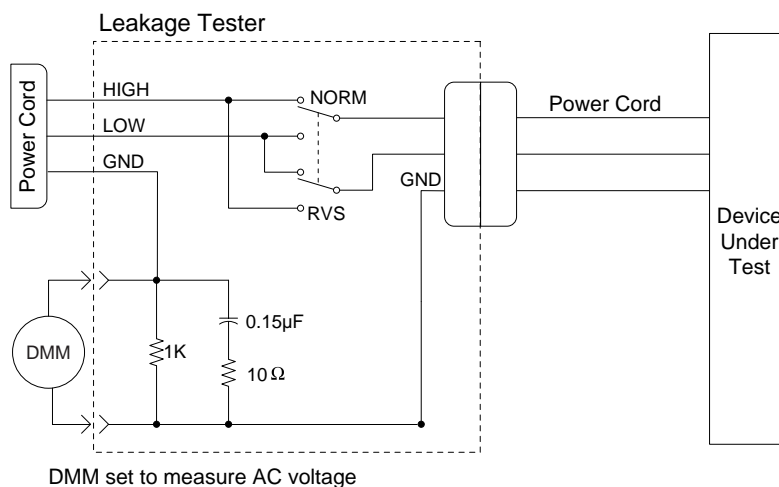 Leakage Tester
Power Cord
HIGH
LOW
GND
NORM
RVS
GND
Power Cord
Device
Under
Test
DMM
1K
0.15µF
10Ω
DMM set to measure AC voltage